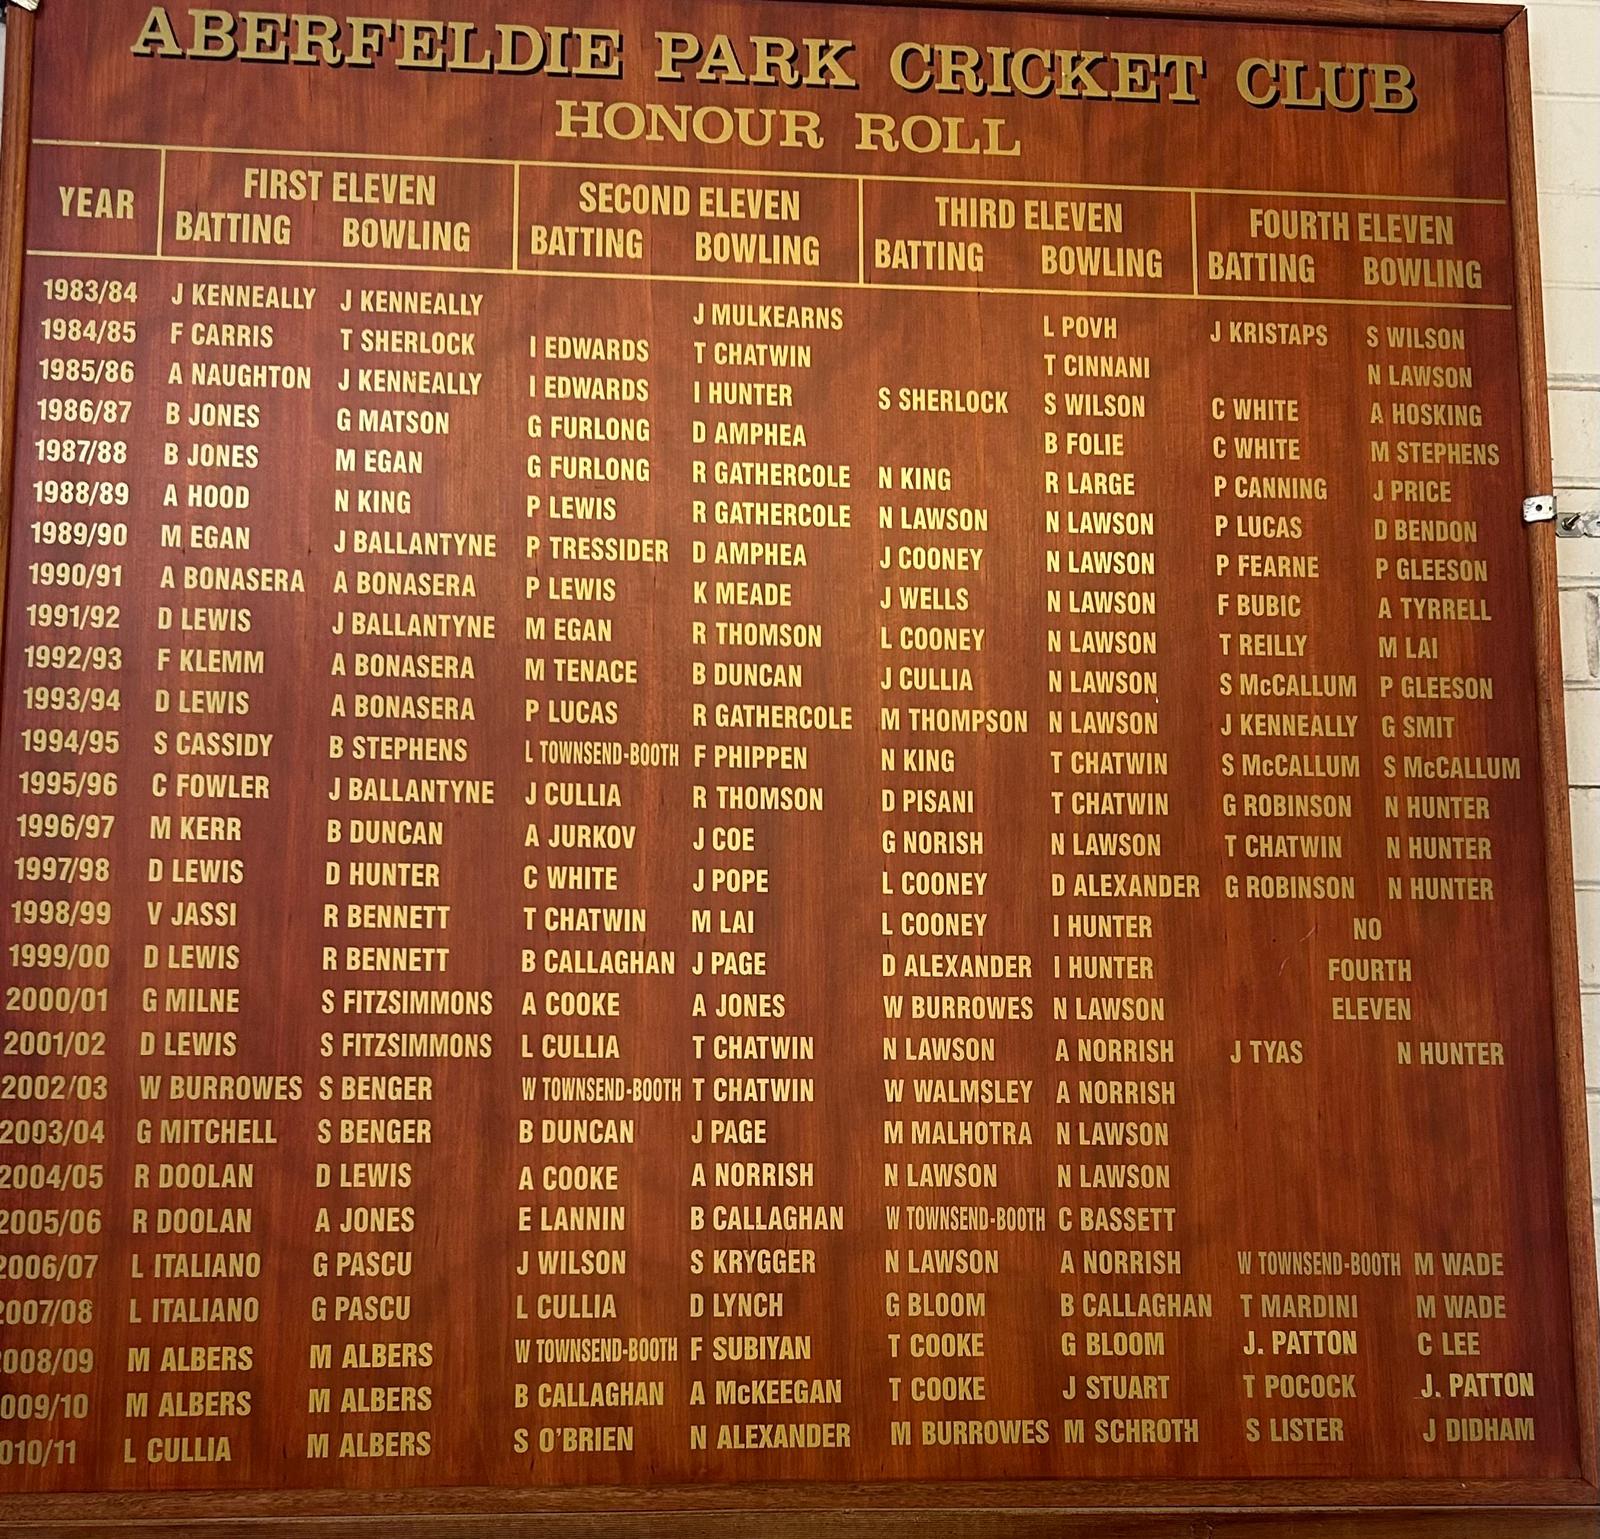 ABERFELDIE PARK CRICKET CLUB
HONOUR ROLL
YEAR FIRST ELEVEN SECOND ELEVEN THIRD ELEVEN FOURTH ELEVEN
BATTING BOWLING BATTING BOWLING BATTING BOWLING BATTING BOWLING
1983/84 J KENNEALLY J KENNEALLY J MULKEARNS L POVH J KRISTAPS S WILSON
1984/85 F CARRIS T SHERLOCK I EDWARDS T CHATWIN T CINNANI N LAWSON
1985/86 A NAUGHTON J KENNEALLY I EDWARDS I HUNTER S SHERLOCK S WILSON C WHITE A HOSKING
1986/87 B JONES G MATSON G FURLONG D AMPHEA B FOLIE C WHITE M STEPHENS
1987/88 B JONES M EGAN G FURLONG R GATHERCOLE N KING R LARGE P CANNING J PRICE
1988/89 A HOOD N KING P LEWIS R GATHERCOLE N LAWSON N LAWSON P LUCAS D BENDON
1989/90 M EGAN J BALLANTYNE P TRESSIDER D AMPHEA J COONEY N LAWSON P FEARNE P GLEESON
1990/91 A BONASERA A BONASERA P LEWIS K MEADE J WELLS N LAWSON F BUBIC A TYRRELL
1991/92 D LEWIS J BALLANTYNE M EGAN R THOMSON L COONEY N LAWSON T REILLY M LAI
1992/93 F KLEMM A BONASERA M TENACE B DUNCAN J CULLIA N LAWSON S McCALLUM P GLEESON
1993/94 D LEWIS A BONASERA P LUCAS R GATHERCOLE M THOMPSON N LAWSON J KENNEALLY G SMIT
1994/95 S CASSIDY B STEPHENS L TOWNSEND-BOOTH F PHIPPEN N KING T CHATWIN S McCALLUM S McCALLUM
1995/96 C FOWLER J BALLANTYNE J CULLIA R THOMSON D PISANI T CHATWIN G ROBINSON N HUNTER
1996/97 M KERR B DUNCAN A JURKOV J COE G NORISH N LAWSON T CHATWIN N HUNTER
1997/98 D LEWIS D HUNTER C WHITE J POPE L COONEY D ALEXANDER G ROBINSON N HUNTER
1998/99 V JASSI R BENNETT T CHATWIN M LAI L COONEY I HUNTER NO
1999/00 D LEWIS R BENNETT B CALLAGHAN J PAGE D ALEXANDER I HUNTER FOURTH
2000/01 G MILNE S FITZSIMMONS A COOKE A JONES W BURROWES N LAWSON ELEVEN
2001/02 D LEWIS S FITZSIMMONS L CULLIA T CHATWIN N LAWSON A NORRISH J TYAS N HUNTER
2002/03 W BURROWES S BENGER W TOWNSEND-BOOTH T CHATWIN W WALMSLEY A NORRISH
2003/04 G MITCHELL S BENGER B DUNCAN J PAGE M MALHOTRA N LAWSON
2004/05 R DOOLAN D LEWIS A COOKE A NORRISH N LAWSON N LAWSON
2005/06 R DOOLAN A JONES E LANNIN B CALLAGHAN W TOWNSEND-BOOTH C BASSETT
2006/07 L ITALIANO G PASCU J WILSON S KRYGGER N LAWSON A NORRISH W TOWNSEND-BOOTH M WADE
2007/08 L ITALIANO G PASCU L CULLIA D LYNCH G BLOOM B CALLAGHAN T MARDINI M WADE
008/09 M ALBERS M ALBERS W TOWNSEND-BOOTH F SUBIYAN T COOKE G BLOOM J. PATTON C LEE
009/10 M ALBERS M ALBERS B CALLAGHAN A McKEEGAN T COOKE J STUART T POCOCK J. PATTON
010/11 L CULLIA M ALBERS S O'BRIEN N ALEXANDER M BURROWES M SCHROTH S LISTER J DIDHAM